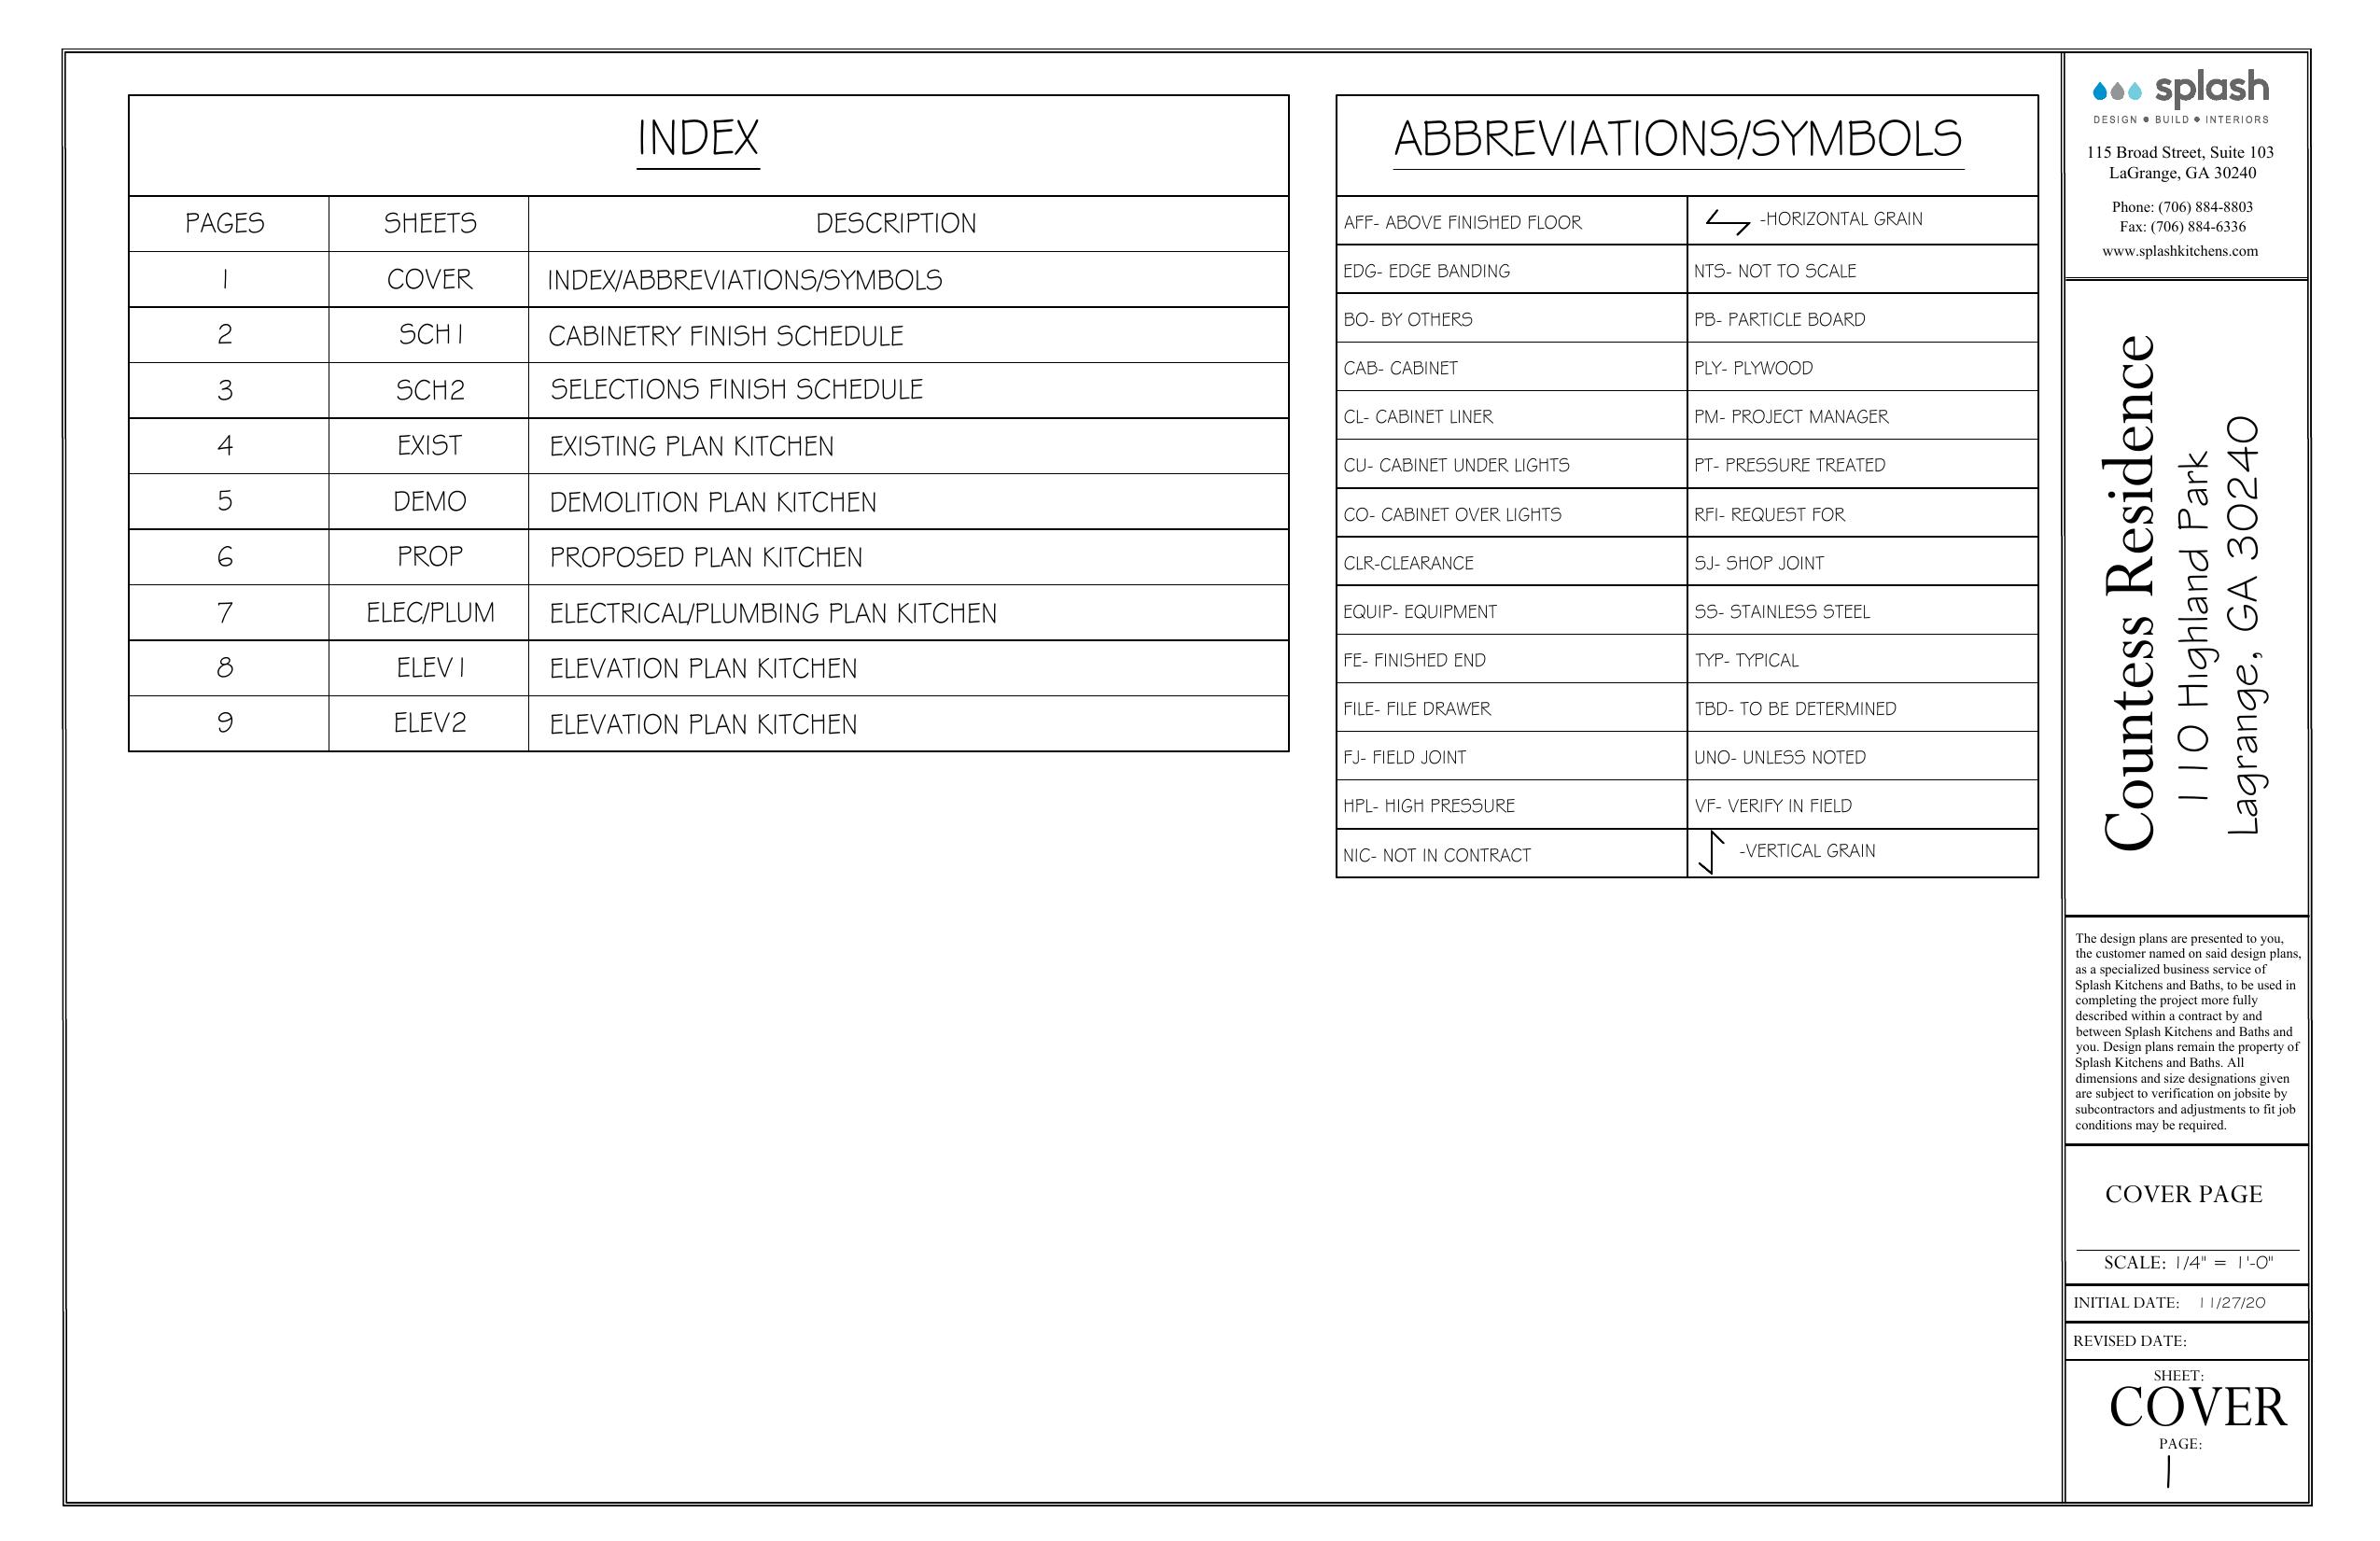 INDEX
PAGES SHEETS DESCRIPTION
1 COVER INDEX/ABBREVIATIONS/SYMBOLS
2 SCH1 CABINETRY FINISH SCHEDULE
3 SCH2 SELECTIONS FINISH SCHEDULE
4 EXIST EXISTING PLAN KITCHEN
5 DEMO DEMOLITION PLAN KITCHEN
6 PROP PROPOSED PLAN KITCHEN
7 ELEC/PLUM ELECTRICAL/PLUMBING PLAN KITCHEN
8 ELEV1 ELEVATION PLAN KITCHEN
9 ELEV2 ELEVATION PLAN KITCHEN
ABBREVIATIONS/SYMBOLS
AFF- ABOVE FINISHED FLOOR -HORIZONTAL GRAIN
EDG- EDGE BANDING NTS- NOT TO SCALE
BO- BY OTHERS PB- PARTICLE BOARD
CAB- CABINET PLY- PLYWOOD
CL- CABINET LINER PM- PROJECT MANAGER
CU- CABINET UNDER LIGHTS PT- PRESSURE TREATED
CO- CABINET OVER LIGHTS RFI- REQUEST FOR
CLR-CLEARANCE SJ- SHOP JOINT
EQUIP- EQUIPMENT SS- STAINLESS STEEL
FE- FINISHED END TYP- TYPICAL
FILE- FILE DRAWER TBD- TO BE DETERMINED
FJ- FIELD JOINT UNO- UNLESS NOTED
HPL- HIGH PRESSURE VF- VERIFY IN FIELD
NIC- NOT IN CONTRACT -VERTICAL GRAIN
splash
DESIGN ● BUILD ● INTERIORS
115 Broad Street, Suite 103
LaGrange, GA 30240
Phone: (706) 884-8803
Fax: (706) 884-6336
www.splashkitchens.com
Countess Residence
110 Highland Park
Lagrange, GA 30240
The design plans are presented to you,
the customer named on said design plans,
as a specialized business service of
Splash Kitchens and Baths, to be used in
completing the project more fully
described within a contract by and
between Splash Kitchens and Baths and
you. Design plans remain the property of
Splash Kitchens and Baths. All
dimensions and size designations given
are subject to verification on jobsite by
subcontractors and adjustments to fit job
conditions may be required.
COVER PAGE
SCALE: 1/4" = 1'-0"
INITIAL DATE: 11/27/20
REVISED DATE:
SHEET:
COVER
PAGE:
1